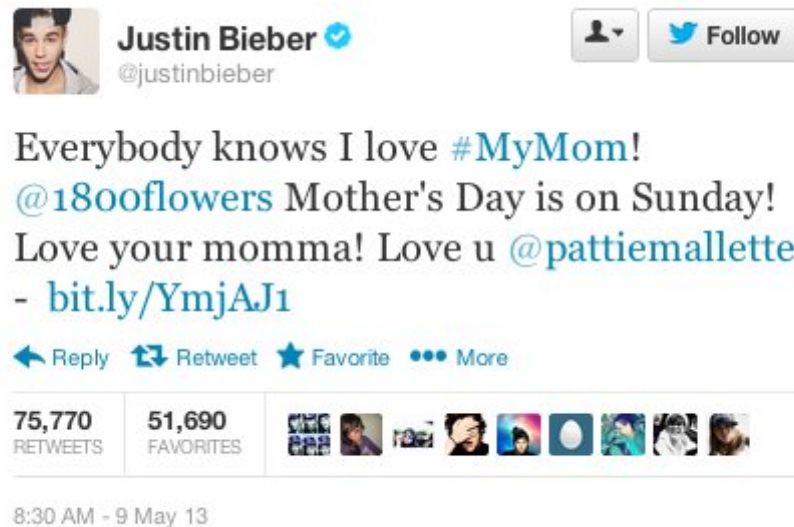 Justin Bieber
@justinbieber
Follow
Everybody knows I love #MyMom!
@1800flowers Mother's Day is on Sunday!
Love your momma! Love u @pattiemallette
- bit.ly/YmjAJ1
Reply Retweet Favorite More
75,770 51,690
RETWEETS FAVORITES
8:30 AM - 9 May 13